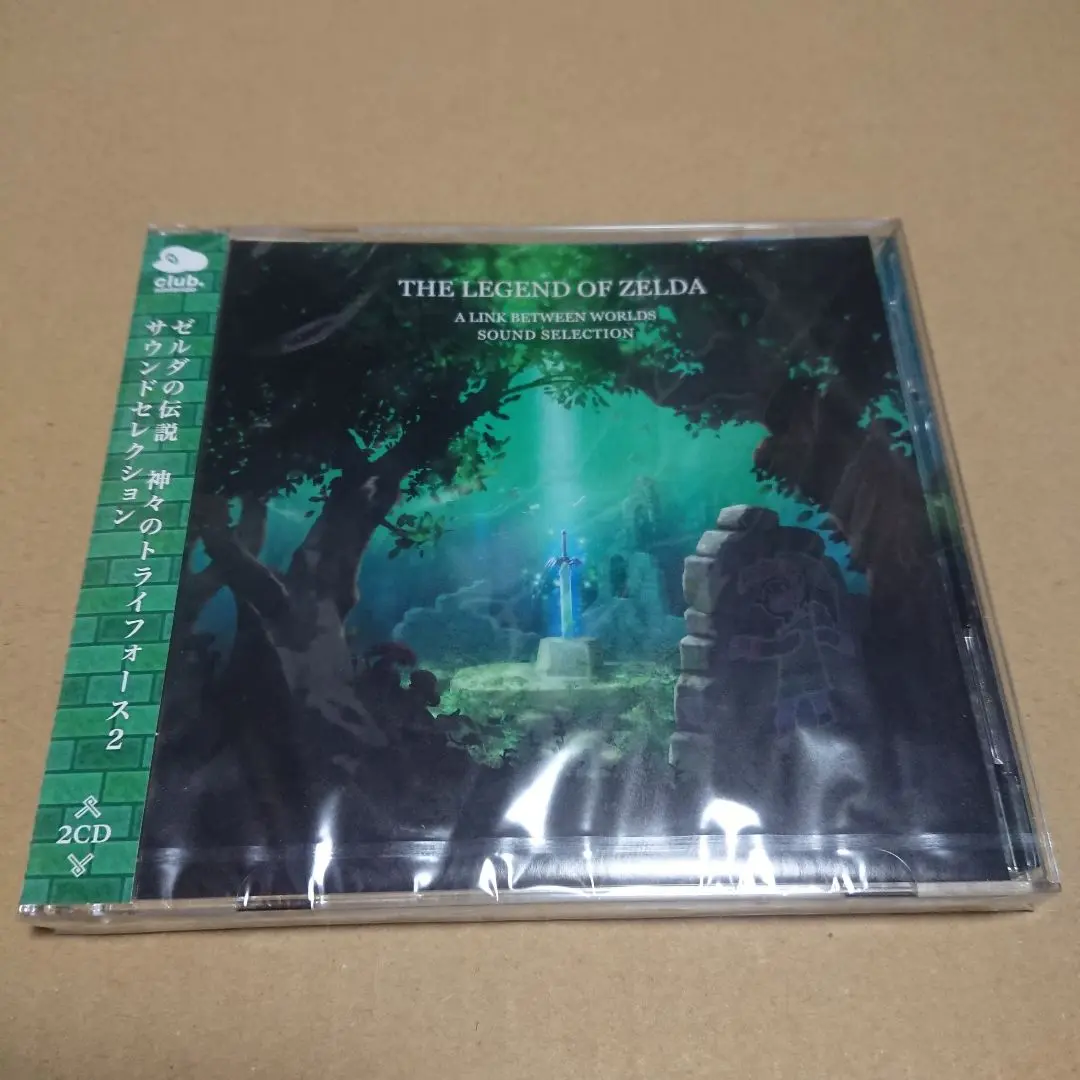 club.
ゼルダの伝説 神々のトライフォース2
サウンドセレクション
2CD
THE LEGEND OF ZELDA
A LINK BETWEEN WORLDS
SOUND SELECTION